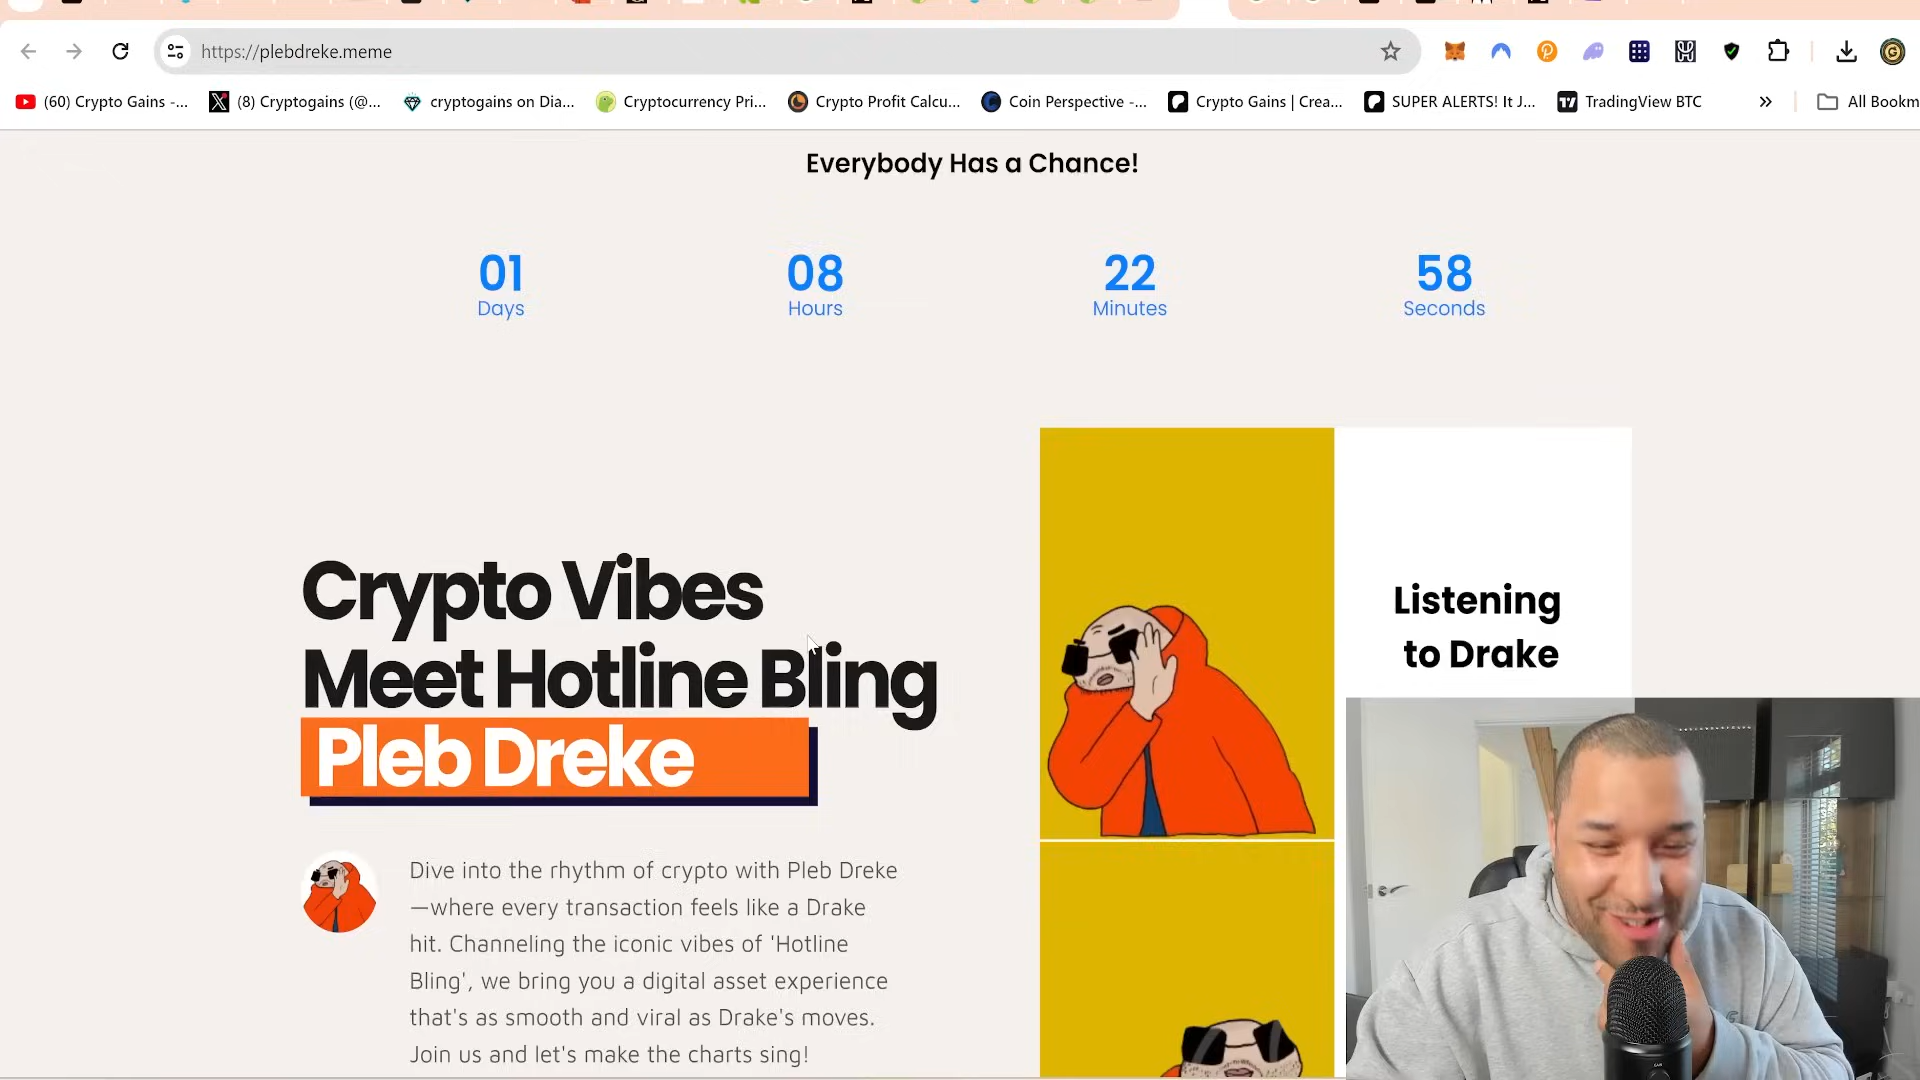 https://plebdreke.meme
(60) Crypto Gains -...
(8) Cryptogains (@...
cryptogains on Dia...
Cryptocurrency Pri...
Crypto Profit Calcu...
Coin Perspective -...
Crypto Gains | Crea...
SUPER ALERTS! It J...
TradingView BTC
All Bookm
Everybody Has a Chance!
01
Days
08
Hours
22
Minutes
58
Seconds
Crypto Vibes
Meet Hotline Bling
Pleb Dreke
Dive into the rhythm of crypto with Pleb Dreke
—where every transaction feels like a Drake
hit. Channeling the iconic vibes of 'Hotline
Bling', we bring you a digital asset experience
that's as smooth and viral as Drake's moves.
Join us and let's make the charts sing!
Listening
to Drake